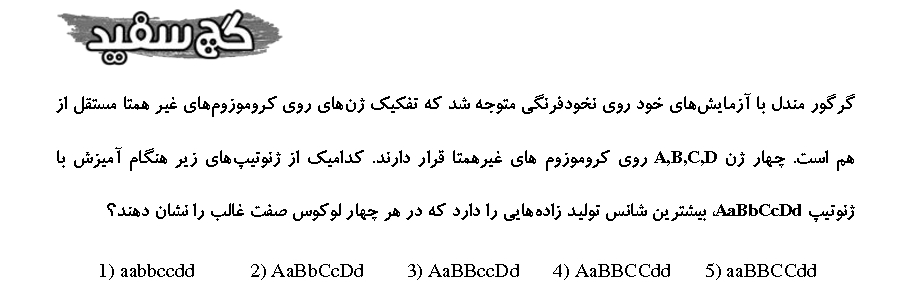 گچ سفید
گرگور مندل با آزمایش‌های خود روی نخودفرنگی متوجه شد که تفکیک ژن‌های روی کروموزوم‌های غیر همتا مستقل از
هم است. چهار ژن A,B,C,D روی کروموزوم های غیرهمتا قرار دارند. کدامیک از ژنوتیپ‌های زیر هنگام آمیزش با
ژنوتیپ AaBbCcDd، بیشترین شانس تولید زاده‌هایی را دارد که در هر چهار لوکوس صفت غالب را نشان دهند؟
1) aabbccdd 2) AaBbCcDd 3) AaBBccDd 4) AaBBCCdd 5) aaBBCCdd